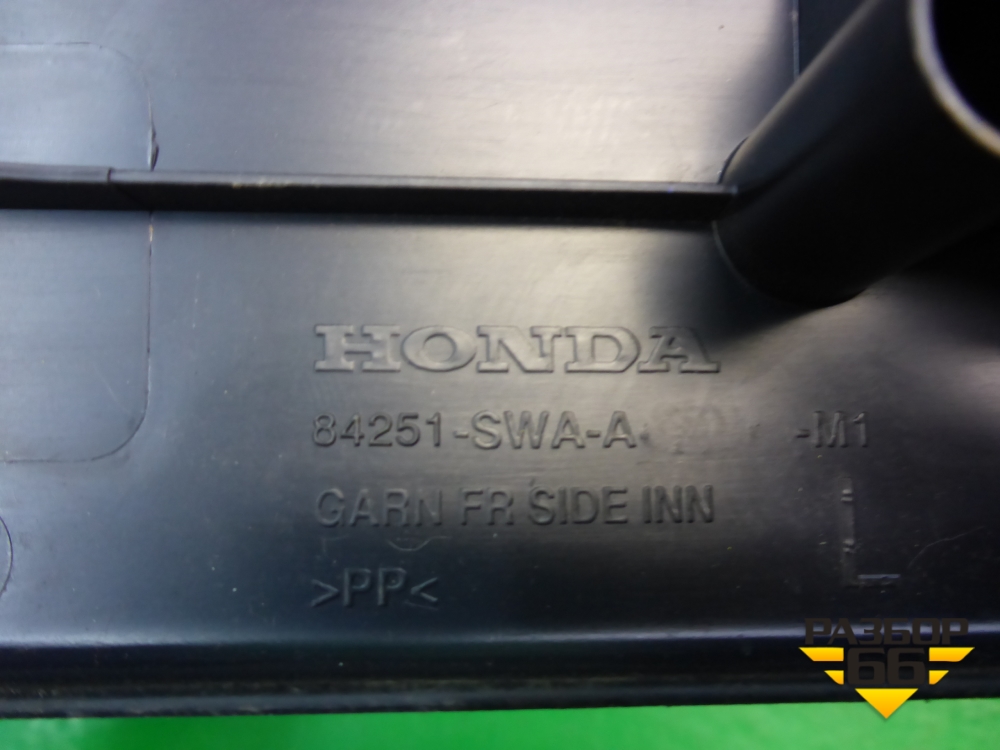 HONDA
84251-SWA-A -M1
GARN FR SIDE INN
L
>PP<
РАЗБОР
66